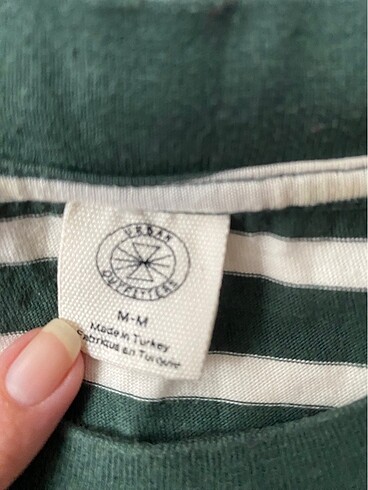 URBAN
OUTFITTERS
M-M
Made in Turkey
Fabriqué en Turquie